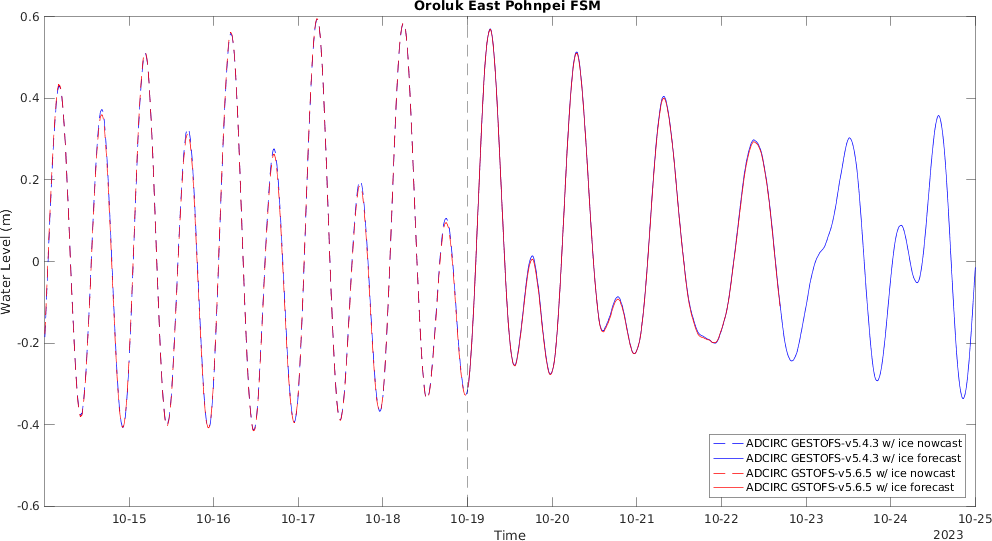 Oroluk East Pohnpei FSM
Water Level (m)
0.6
0.4
0.2
0
-0.2
-0.4
-0.6
ADCIRC GESTOFS-v5.4.3 w/ ice nowcast
ADCIRC GESTOFS-v5.4.3 w/ ice forecast
ADCIRC GSTOFS-v5.6.5 w/ ice nowcast
ADCIRC GSTOFS-v5.6.5 w/ ice forecast
10-15 10-16 10-17 10-18 10-19 10-20 10-21 10-22 10-23 10-24 10-25
Time
2023